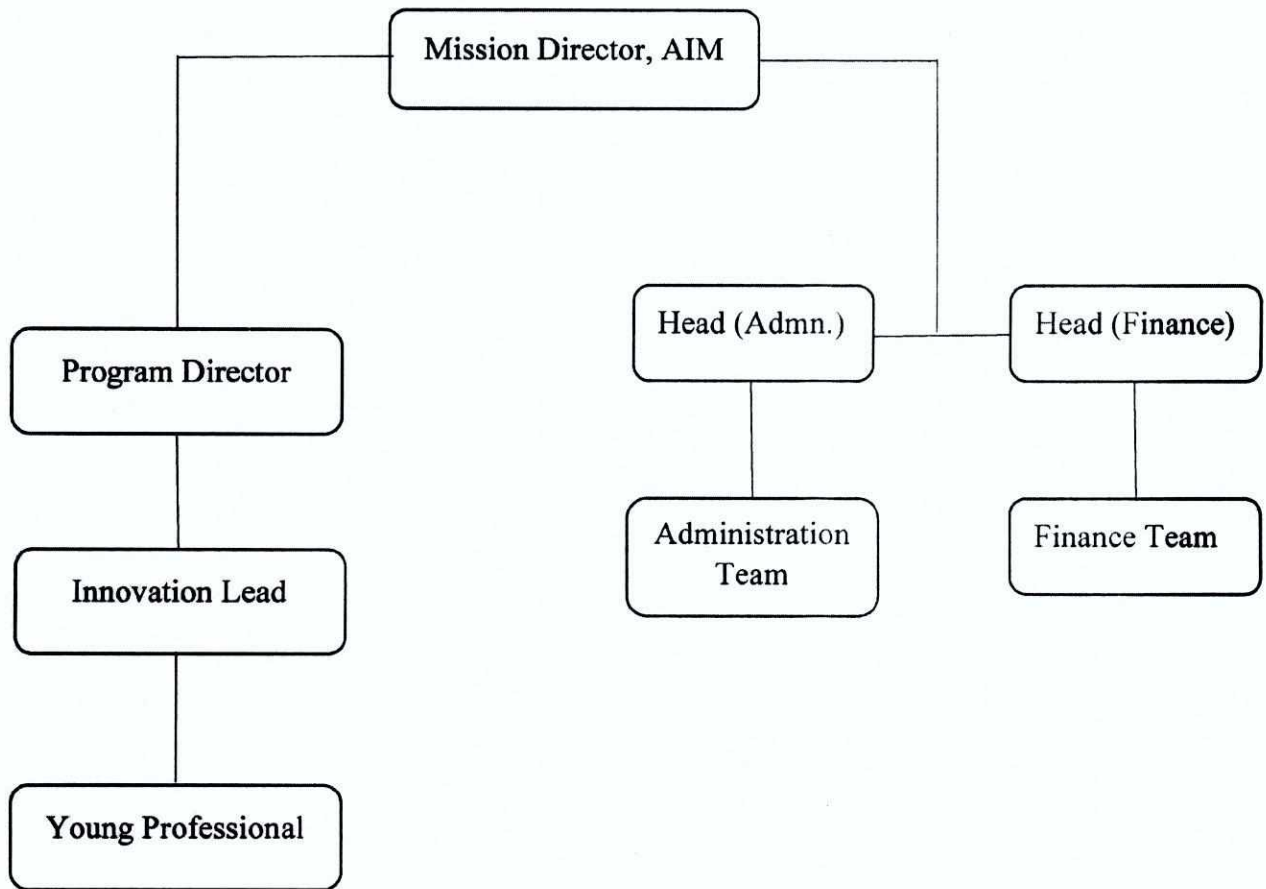 Mission Director, AIM
Head (Admn.)
Head (Finance)
Program Director
Administration
Team
Finance Team
Innovation Lead
Young Professional